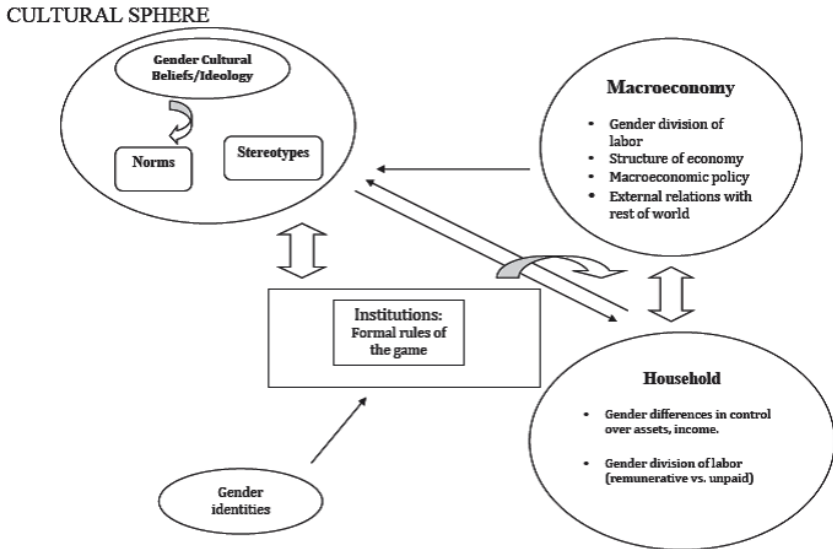 CULTURAL SPHERE
Gender Cultural
Beliefs/Ideology
Norms
Stereotypes
Macroeconomy
• Gender division of
labor
• Structure of economy
• Macroeconomic policy
• External relations with
rest of world
Institutions:
Formal rules of
the game
Household
• Gender differences in control
over assets, income.
• Gender division of labor
(remunerative vs. unpaid)
Gender
identities